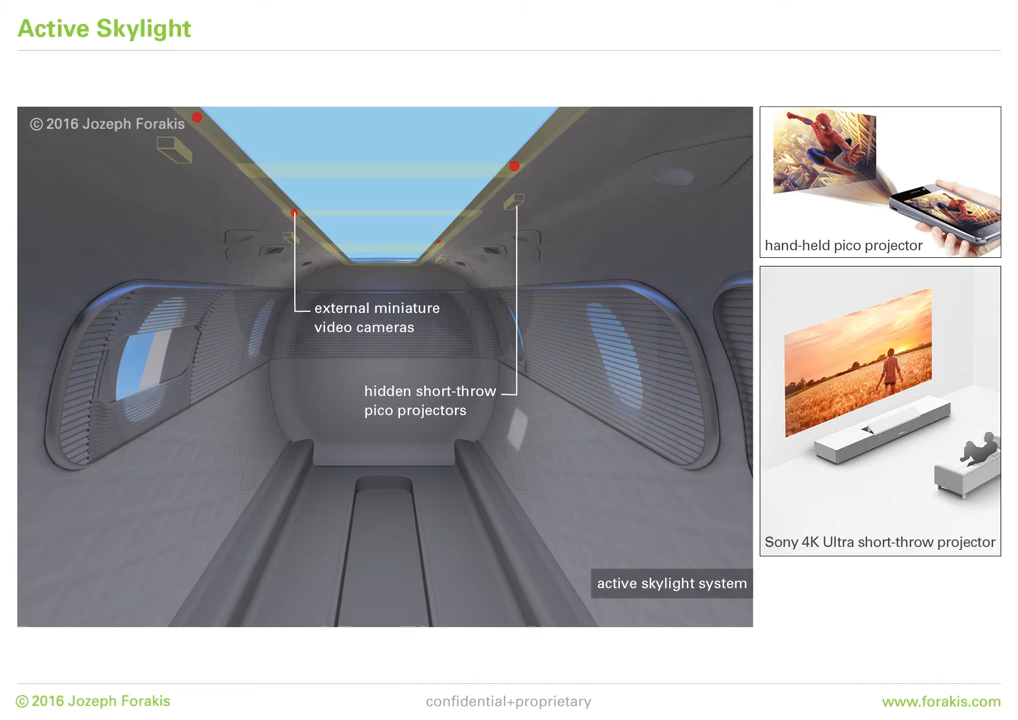 Active Skylight
© 2016 Jozeph Forakis
external miniature
video cameras
hidden short-throw
pico projectors
active skylight system
hand-held pico projector
Sony 4K Ultra short-throw projector
© 2016 Jozeph Forakis
confidential+proprietary
www.forakis.com